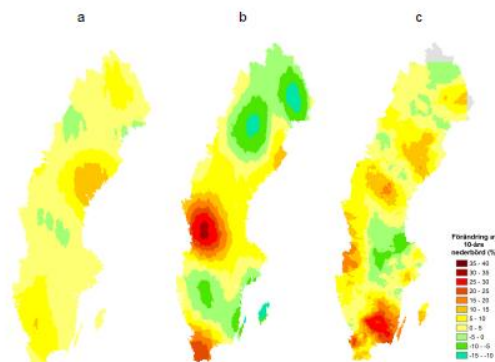 a
b
c
Förändring av
10-års
nederbörd (%)
35 - 40
30 - 35
25 - 30
20 - 25
15 - 20
10 - 15
5 - 10
0 - 5
-5 - 0
-10 - -5
-15 - -10